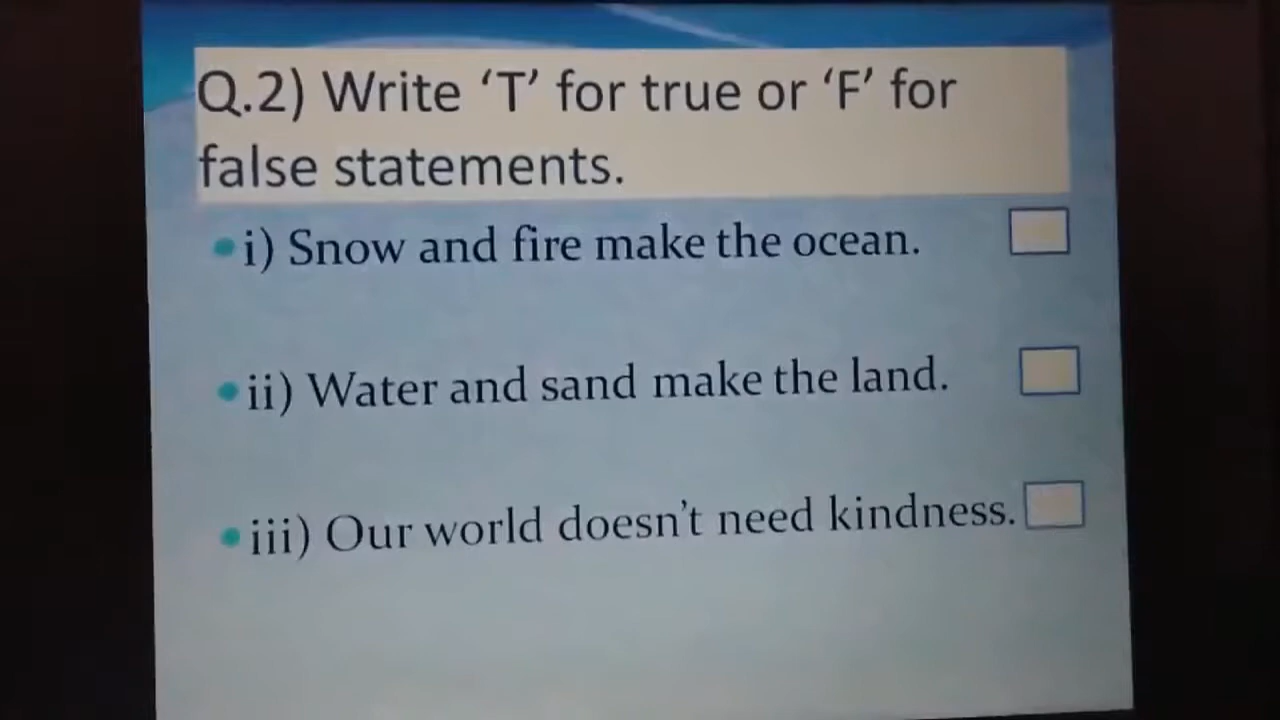 Q.2) Write ‘T’ for true or ‘F’ for
false statements.
i) Snow and fire make the ocean.
ii) Water and sand make the land.
iii) Our world doesn't need kindness.